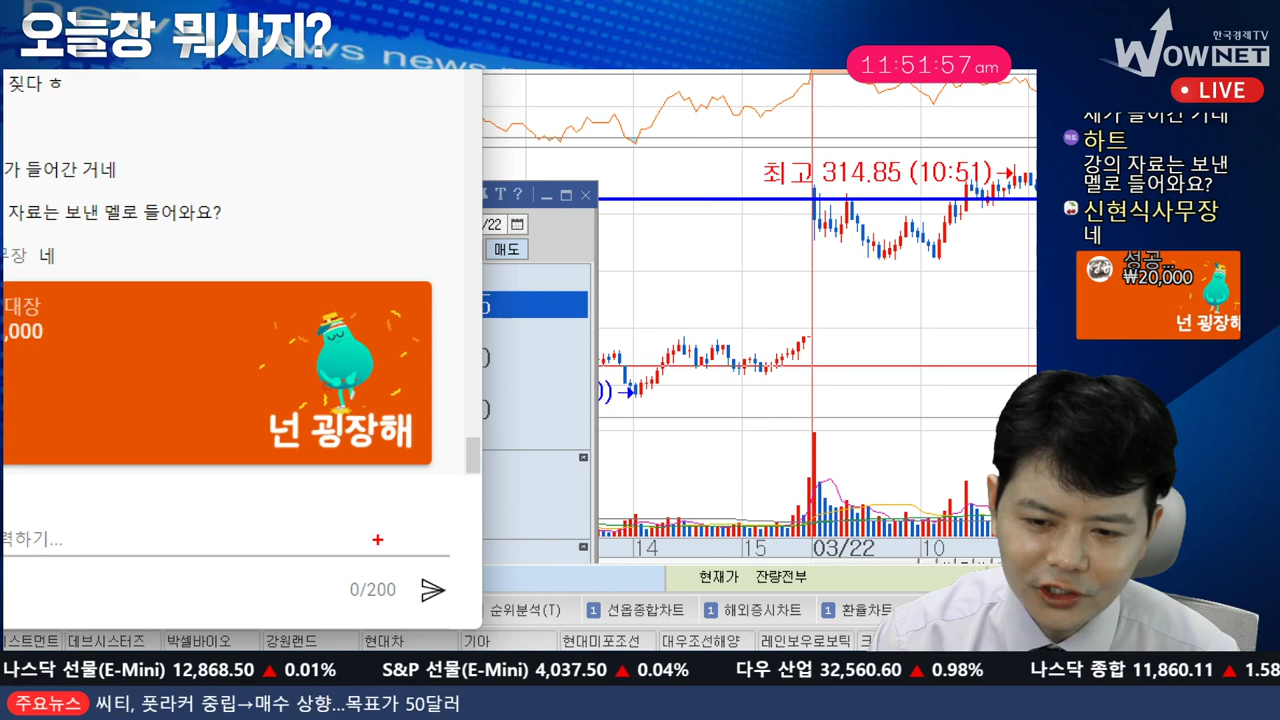 오늘장 뭐사지?
news news
한국경제TV
WOWNET
11:51:57am
LIVE
짖다 ㅎ
가 들어간 거네
자료는 보낸 멜로 들어와요?
무장 네
대장
,000
넌 굉장해
력하기...
+
0/200
T ?
/22
매도
최고 314.85 (10:51)
14
15
03/22
10
현재가 잔량전부
순위분석(T)
1 선옵종합차트
1 해외증시차트
1 환율차트
스트먼트
데브시스터즈
박셀바이오
강원랜드
현대차
기아
현대미포조선
대우조선해양
레인보우로보틱
하트
하트
강의 자료는 보낸
멜로 들어와요?
신현식사무장
네
성공...
₩20,000
넌 굉장해
나스닥 선물(E-Mini) 12,868.50 ▲ 0.01%
S&P 선물(E-Mini) 4,037.50 ▲ 0.04%
다우 산업 32,560.60 ▲ 0.98%
나스닥 종합 11,860.11 ▲ 1.58
주요뉴스
씨티, 풋라커 중립→매수 상향...목표가 50달러